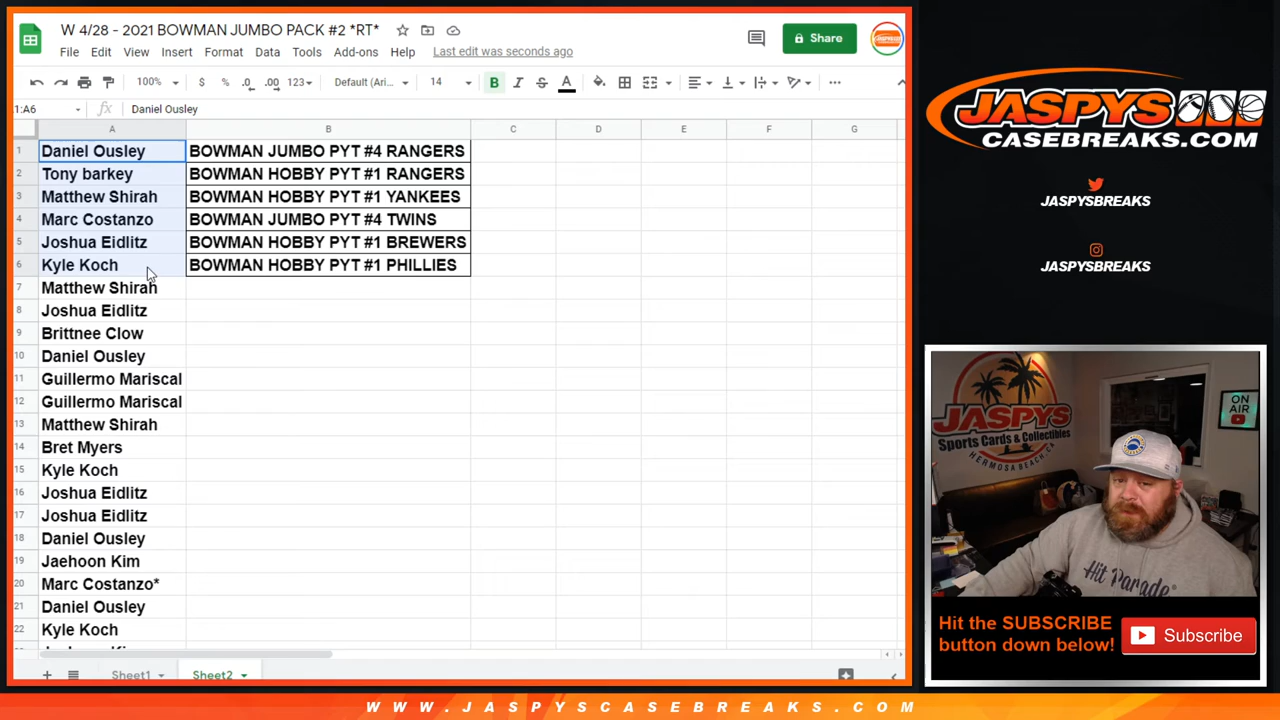 W 4/28 - 2021 BOWMAN JUMBO PACK #2 *RT*
File Edit View Insert Format Data Tools Add-ons Help Last edit was seconds ago
Share
100% $ % .0 .00 123 Default (Ari... 14 B I S A
1:A6 fx Daniel Ousley
A B C D E F G
1 Daniel Ousley BOWMAN JUMBO PYT #4 RANGERS
2 Tony barkey BOWMAN HOBBY PYT #1 RANGERS
3 Matthew Shirah BOWMAN HOBBY PYT #1 YANKEES
4 Marc Costanzo BOWMAN JUMBO PYT #4 TWINS
5 Joshua Eidlitz BOWMAN HOBBY PYT #1 BREWERS
6 Kyle Koch BOWMAN HOBBY PYT #1 PHILLIES
7 Matthew Shirah
8 Joshua Eidlitz
9 Brittnee Clow
10 Daniel Ousley
11 Guillermo Mariscal
12 Guillermo Mariscal
13 Matthew Shirah
14 Bret Myers
15 Kyle Koch
16 Joshua Eidlitz
17 Joshua Eidlitz
18 Daniel Ousley
19 Jaehoon Kim
20 Marc Costanzo*
21 Daniel Ousley
22 Kyle Koch
Sheet1 Sheet2
JASPYS
CASEBREAKS.COM
JASPYSBREAKS
JASPYSBREAKS
JASPYS
Sports Cards & Collectibles
HERMOSA BEACH, CA
ON AIR
Hit Parade
Hit the SUBSCRIBE
button down below!
Subscribe
WWW.JASPYSCASEBREAKS.COM